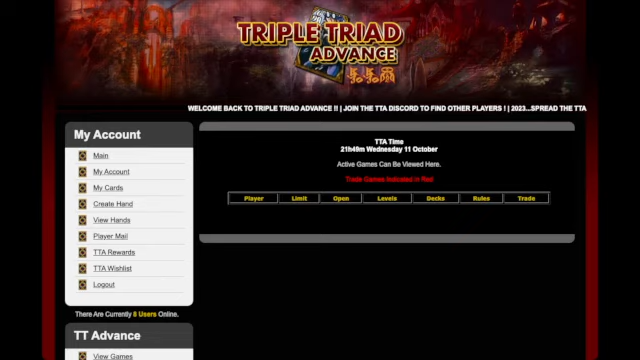 TRIPLE TRIAD
ADVANCE
WELCOME BACK TO TRIPLE TRIAD ADVANCE !! | JOIN THE TTA DISCORD TO FIND OTHER PLAYERS ! | 2023...SPREAD THE TTA
My Account
Main
My Account
My Cards
Create Hand
View Hands
Player Mail
TTA Rewards
TTA Wishlist
Logout
There Are Currently 8 Users Online.
TT Advance
View Games
TTA Time
21h49m Wednesday 11 October
Active Games Can Be Viewed Here.
Trade Games Indicated in Red
Player Limit Open Levels Decks Rules Trade